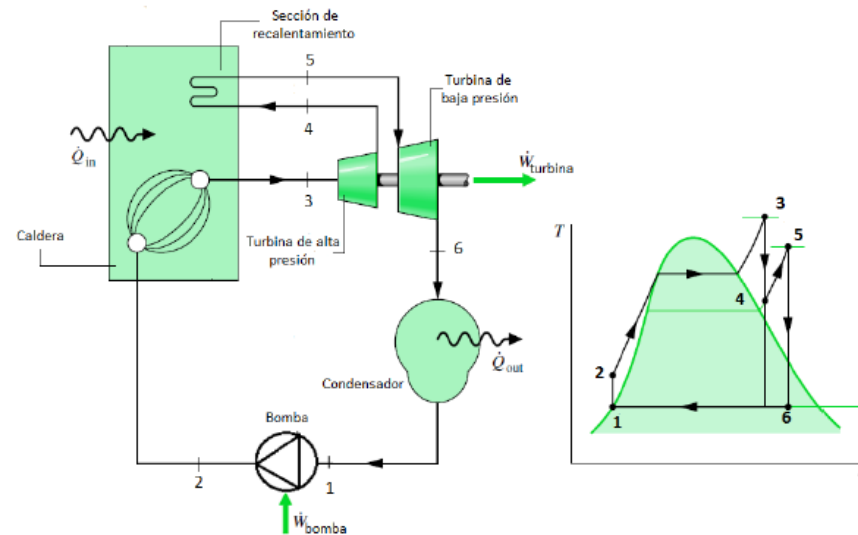 Sección de
recalentamiento
5
4
Turbina de
baja presión
Q̇in
Ẇturbina
3
Caldera
Turbina de alta
presión
6
Condensador
Q̇out
Bomba
2
1
Ẇbomba
T
3
5
4
2
1
6